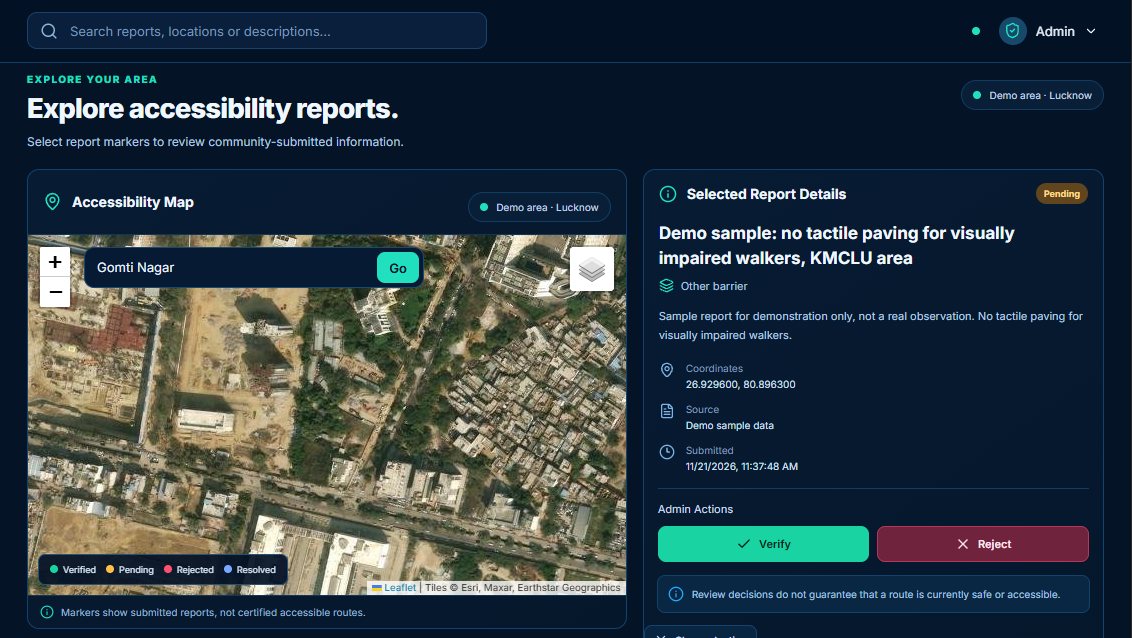 Search reports, locations or descriptions...
Admin
EXPLORE YOUR AREA
Explore accessibility reports.
Demo area · Lucknow
Select report markers to review community-submitted information.
Accessibility Map
Demo area · Lucknow
+
Gomti Nagar
Go
−
Verified
Pending
Rejected
Resolved
Leaflet | Tiles © Esri, Maxar, Earthstar Geographics
Markers show submitted reports, not certified accessible routes.
Selected Report Details
Pending
Demo sample: no tactile paving for visually
impaired walkers, KMCLU area
Other barrier
Sample report for demonstration only, not a real observation. No tactile paving for
visually impaired walkers.
Coordinates
26.929600, 80.896300
Source
Demo sample data
Submitted
11/21/2026, 11:37:48 AM
Admin Actions
Verify
Reject
Review decisions do not guarantee that a route is currently safe or accessible.